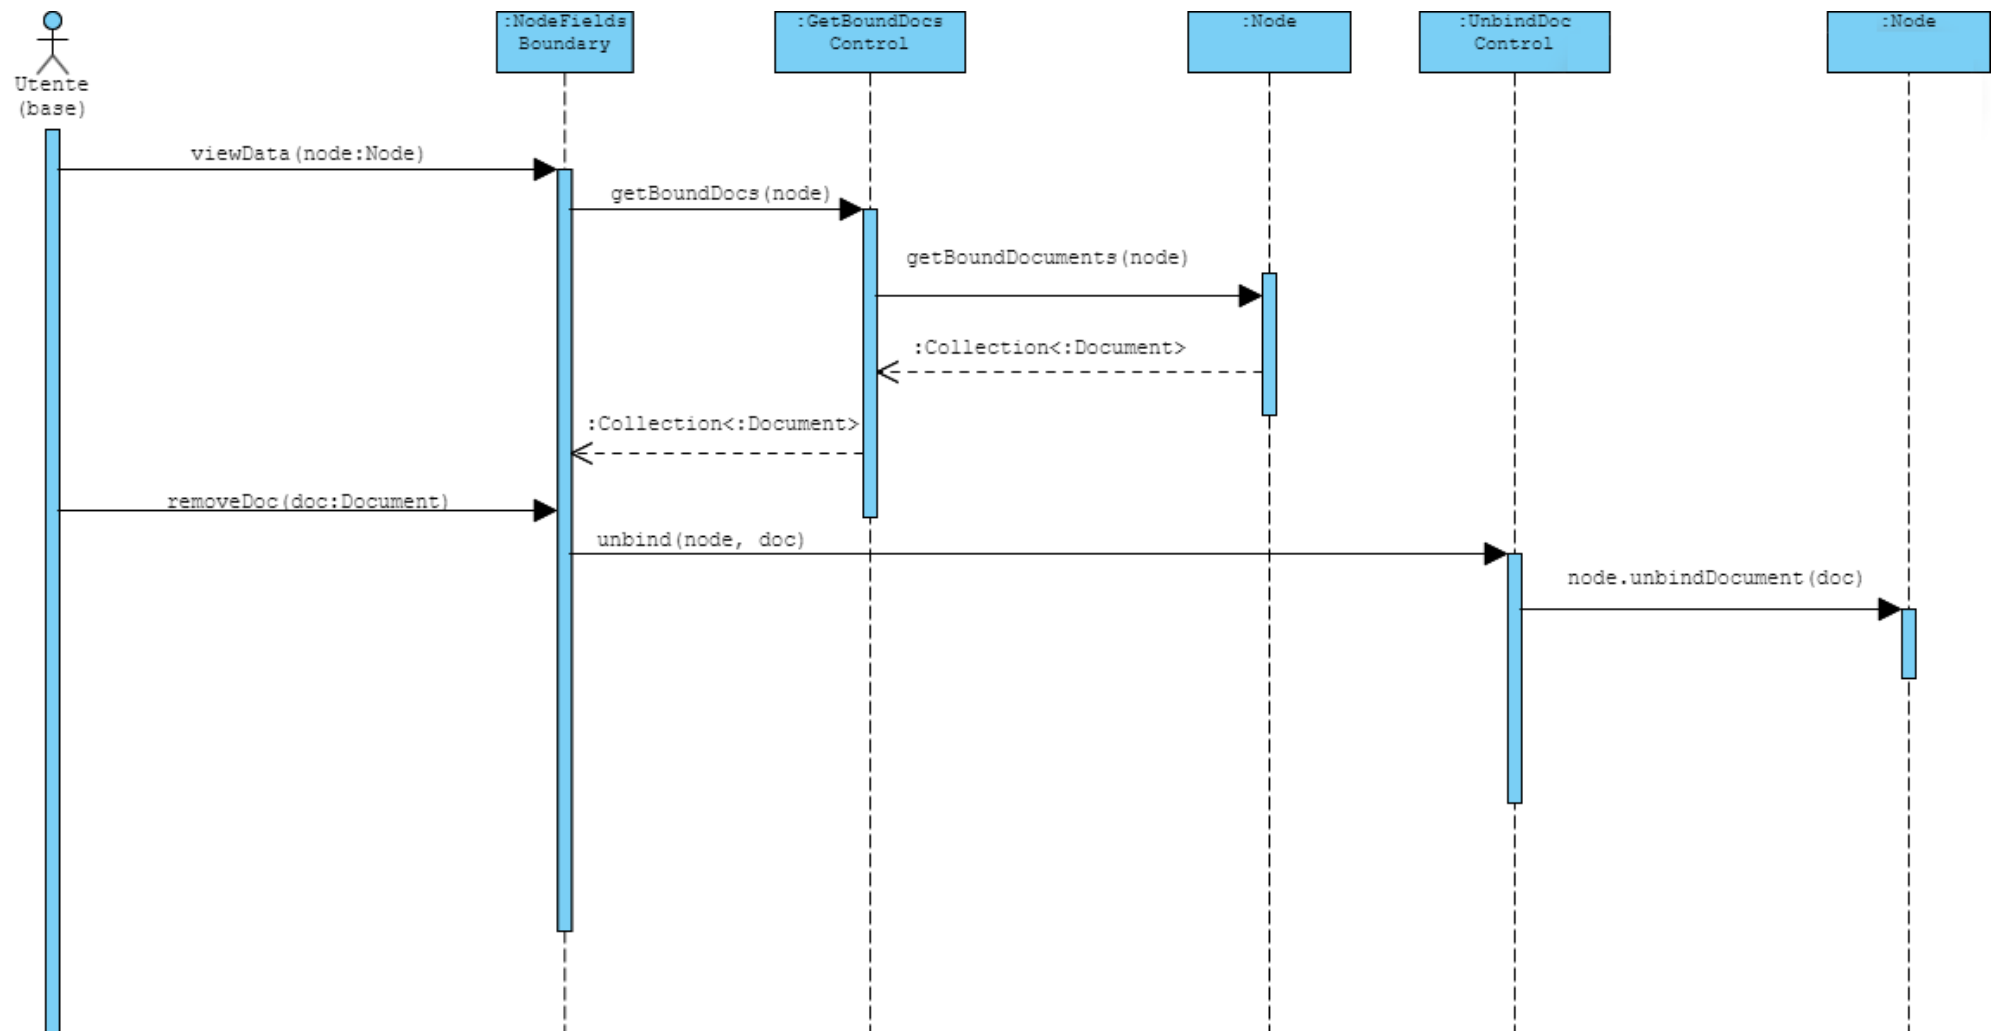 :NodeFields
Boundary
:GetBoundDocs
Control
:Node
:UnbindDoc
Control
:Node
Utente
(base)
viewData(node:Node)
getBoundDocs(node)
getBoundDocuments(node)
:Collection<:Document>
:Collection<:Document>
removeDoc(doc:Document)
unbind(node, doc)
node.unbindDocument(doc)